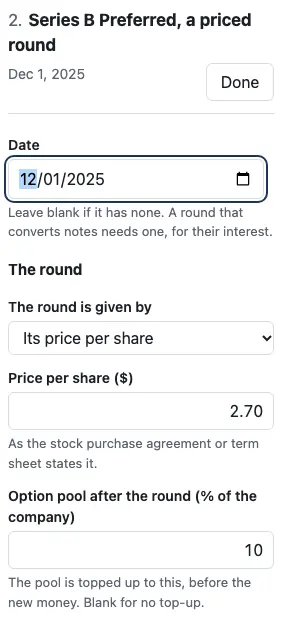 2. Series B Preferred, a priced
round
Dec 1, 2025
Done
Date
12/01/2025
Leave blank if it has none. A round that
converts notes needs one, for their interest.
The round
The round is given by
Its price per share
Price per share ($)
2.70
As the stock purchase agreement or term
sheet states it.
Option pool after the round (% of the
company)
10
The pool is topped up to this, before the
new money. Blank for no top-up.